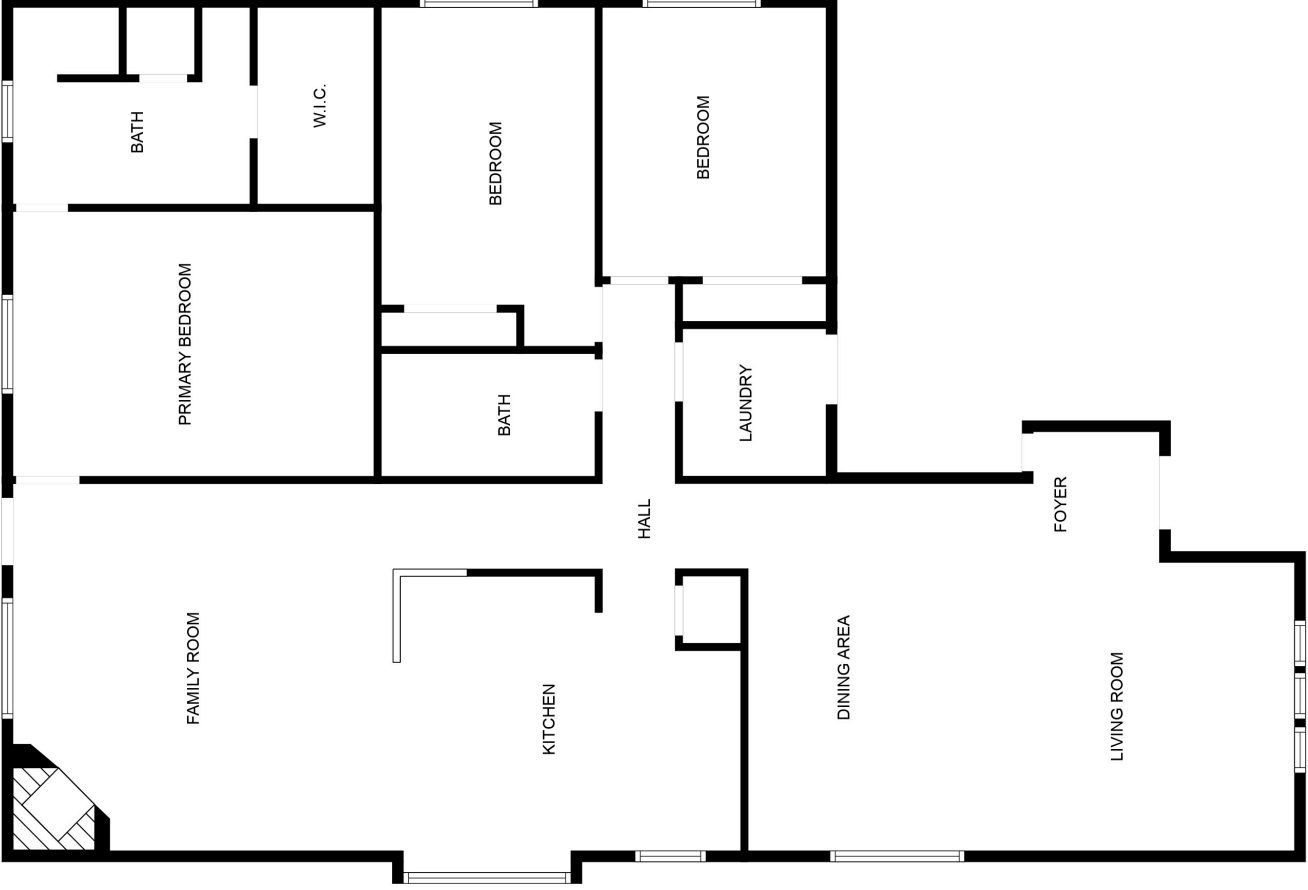 BATH
W.I.C.
BEDROOM
BEDROOM
PRIMARY BEDROOM
BATH
LAUNDRY
HALL
FOYER
FAMILY ROOM
KITCHEN
DINING AREA
LIVING ROOM